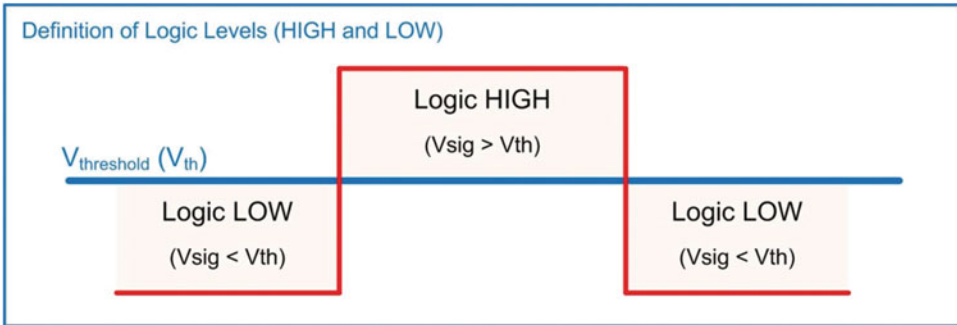 Definition of Logic Levels (HIGH and LOW)
Logic HIGH
(Vsig > Vth)
Vthreshold (Vth)
Logic LOW
(Vsig < Vth)
Logic LOW
(Vsig < Vth)